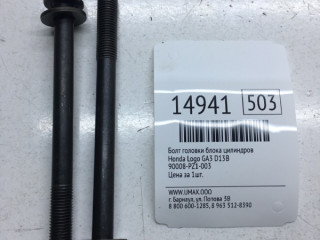 14941 503
Болт головки блока цилиндров
Honda Logo GA3 D13B
90008-PZ1-003
Цена за 1шт.
WWW.UMAX.OOO
г. Барнаул, ул. Попова 3В
8 800 600-1285, 8 963 512-8390